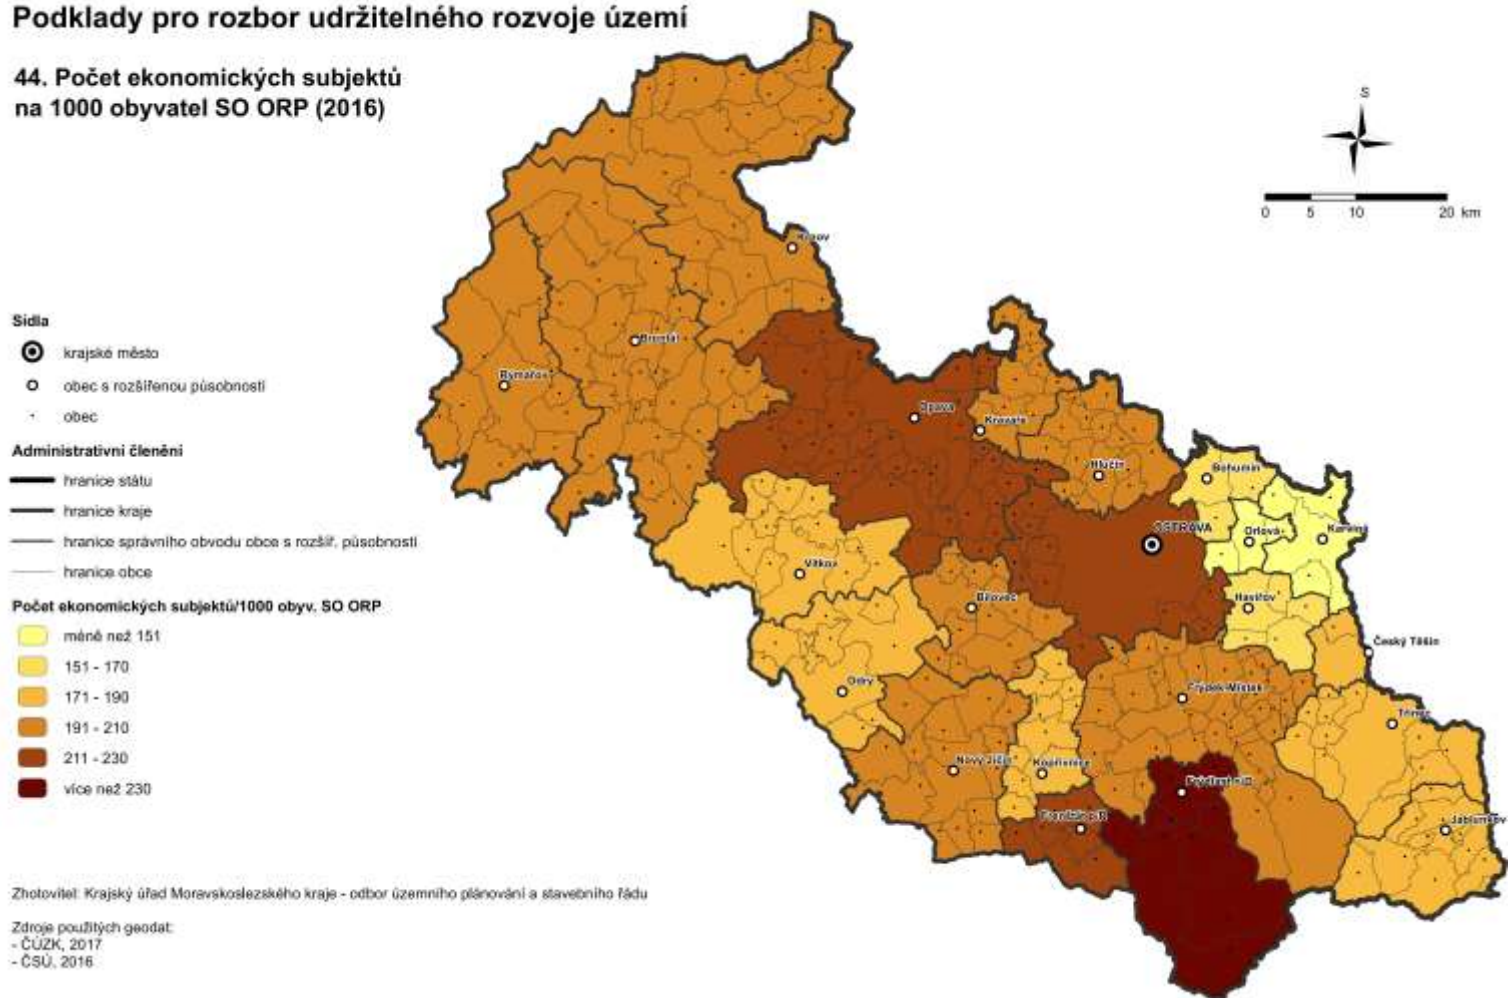 Podklady pro rozbor udržitelného rozvoje území
44. Počet ekonomických subjektů
na 1000 obyvatel SO ORP (2016)
S
0 5 10 20 km
Krnov
Sídla
krajské město
obec s rozšířenou působností
obec
Administrativní členění
hranice státu
hranice kraje
hranice správního obvodu obce s rozšíř. působností
hranice obce
Počet ekonomických subjektů/1000 obyv. SO ORP
méně než 151
151 - 170
171 - 190
191 - 210
211 - 230
více než 230
Bruntál
Rýmařov
Opava
Kravaře
Hlučín
Bohumín
OSTRAVA
Orlová
Karviná
Vítkov
Bílovec
Havířov
Český Těšín
Odry
Frýdek-Místek
Třinec
Nový Jičín
Kopřivnice
Frýdlant n/O
Frenštát p/R
Jablunkov
Zhotovitel: Krajský úřad Moravskoslezského kraje - odbor územního plánování a stavebního řádu
Zdroje použitých geodat:
- ČÚZK, 2017
- ČSÚ, 2016